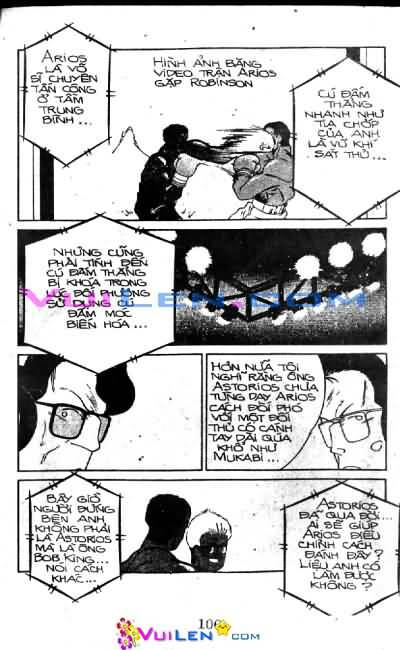 ARIOS
LÀ VÕ
SĨ CHUYÊN
TẤN CÔNG
Ở TẦM
TRUNG
BÌNH...
HÌNH ẢNH BĂNG
VIDEO TRẬN ARIOS
GẶP ROBINSON
CÚ ĐẤM
THẲNG
NHANH NHƯ
TIA CHỚP
CỦA ANH
LÀ VŨ KHÍ
SÁT THỦ...
NHƯNG CŨNG
PHẢI TÍNH ĐẾN
CÚ ĐẤM THẲNG
BỊ KHÓA TRONG
LÚC ĐỐI PHƯƠNG
SỬ DỤNG CÚ
ĐẤM MÓC
BIẾN HÓA...
VUILEN.COM
HƠN NỮA TÔI
NGHĨ RẰNG ÔNG
ASTORIOS CHƯA
TỪNG DẠY ARIOS
CÁCH ĐỐI PHÓ
VỚI MỘT ĐỐI
THỦ CÓ CÁNH
TAY DÀI QUÁ
KHỔ NHƯ
MUKABI...
BÂY GIỜ
NGƯỜI ĐỨNG
BÊN ANH
KHÔNG PHẢI
LÀ ASTORIOS
MÀ LÀ ÔNG
BOB KING...
NÓI CÁCH
KHÁC...
ASTORIOS
ĐÃ QUA ĐỜI...
AI SẼ GIÚP
ARIOS ĐIỀU
CHỈNH CÁCH
ĐÁNH ĐÂY?
LIỆU ANH CÓ
LÀM ĐƯỢC
KHÔNG?
VUILEN.COM